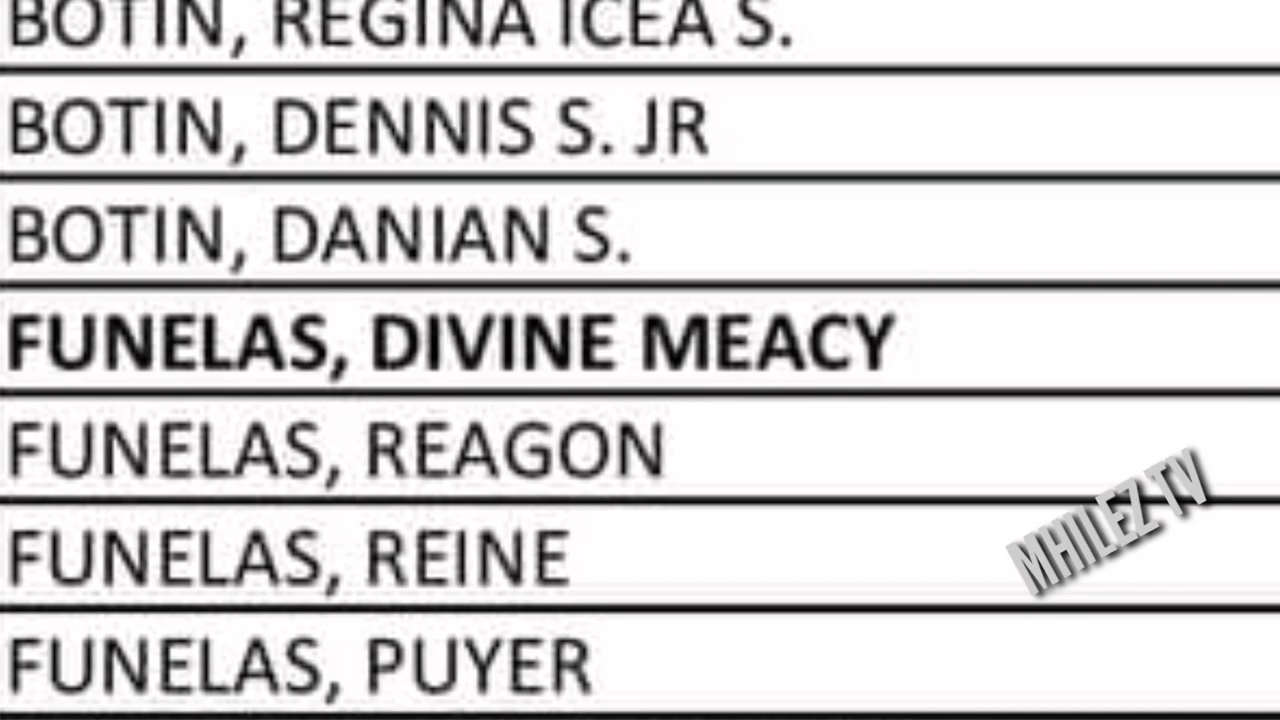 BOTIN, REGINA ICEA S.
BOTIN, DENNIS S. JR
BOTIN, DANIAN S.
FUNELAS, DIVINE MEACY
FUNELAS, REAGON
FUNELAS, REINE
FUNELAS, PUYER
MHILEZ TV